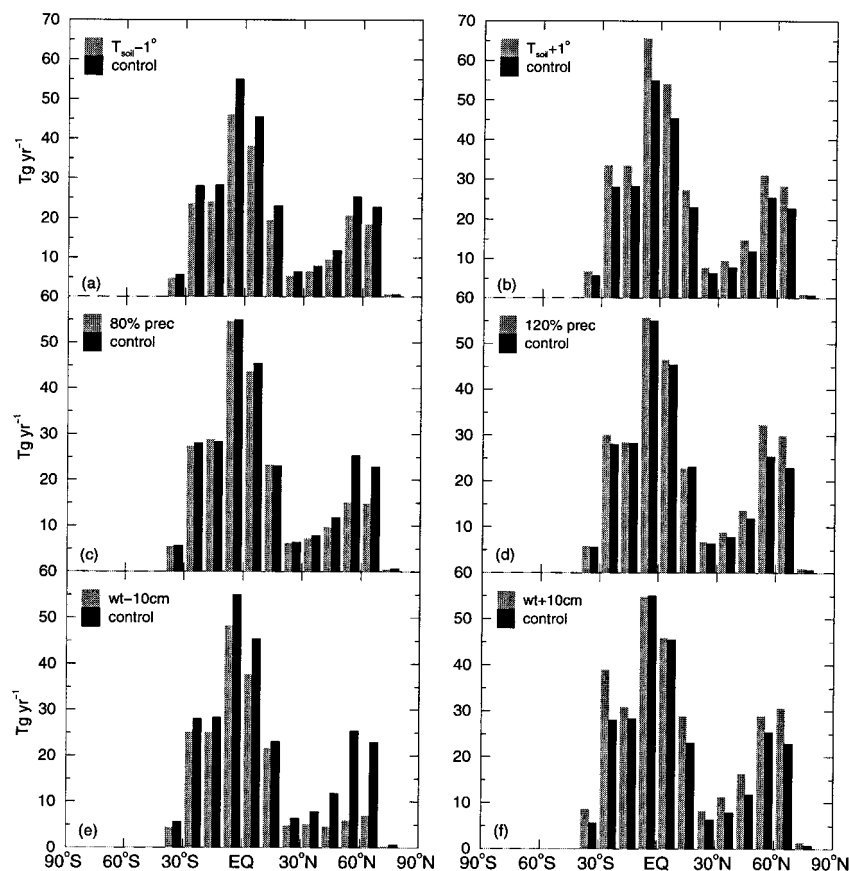 70
60
50
40
30
20
10
60
Tg yr⁻¹
T_soil−1°
control
(a)
70
60
50
40
30
20
10
60
T_soil+1°
control
(b)
50
40
30
20
10
60
Tg yr⁻¹
80% prec
control
(c)
50
40
30
20
10
60
120% prec
control
(d)
50
40
30
20
10
0
Tg yr⁻¹
wt−10cm
control
(e)
90°S 60°S 30°S EQ 30°N 60°N 90°N
50
40
30
20
10
0
wt+10cm
control
(f)
90°S 60°S 30°S EQ 30°N 60°N 90°N